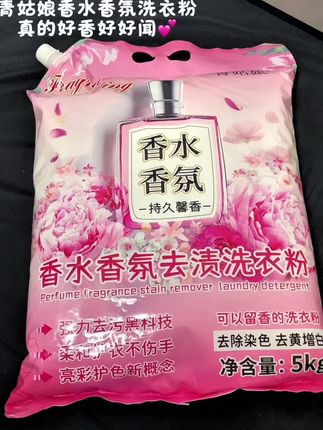 青姑娘香水香氛洗衣粉
真的好香好好闻💕
香水
香氛
持久馨香
香水香氛去渍洗衣粉
Perfume fragrance stain remover laundry detergent
强力去污黑科技
柔和护衣不伤手
亮彩护色新概念
可以留香的洗衣粉
去除染色 去黄增白
净含量：5kg